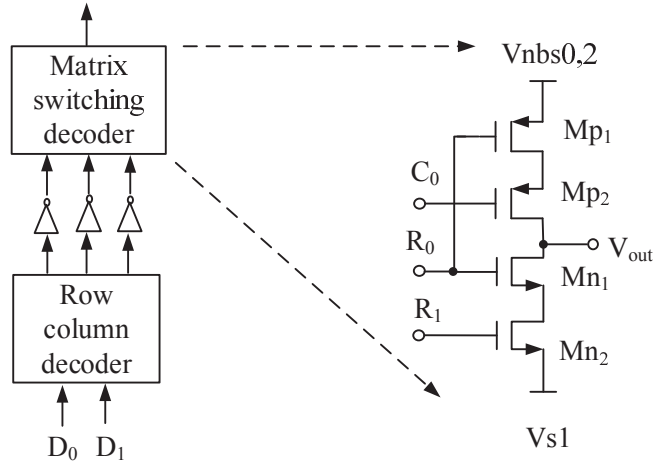 Matrix
switching
decoder
Row
column
decoder
D₀ D₁
Vnbs0,2
Mp₁
C₀
Mp₂
R₀
Vout
Mn₁
R₁
Mn₂
Vs1